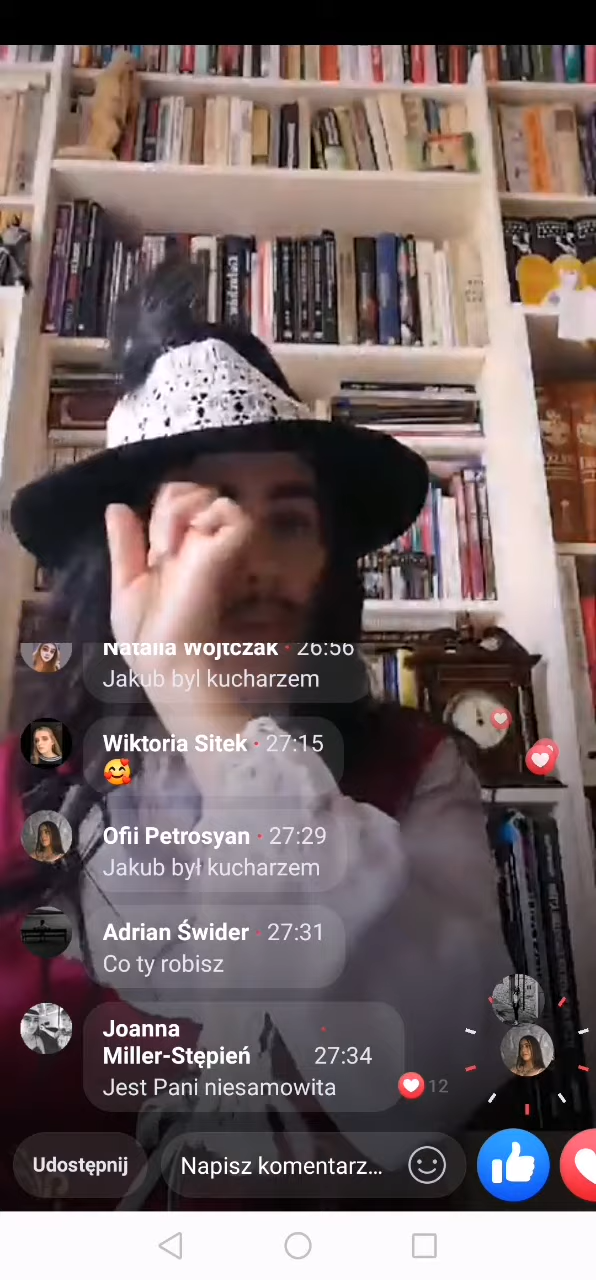 Natalia Wojtczak · 26:56
Jakub byl kucharzem
Wiktoria Sitek · 27:15
Ofii Petrosyan · 27:29
Jakub był kucharzem
Adrian Świder · 27:31
Co ty robisz
Joanna
Miller-Stępień 27:34
Jest Pani niesamowita
12
Udostępnij
Napisz komentarz...